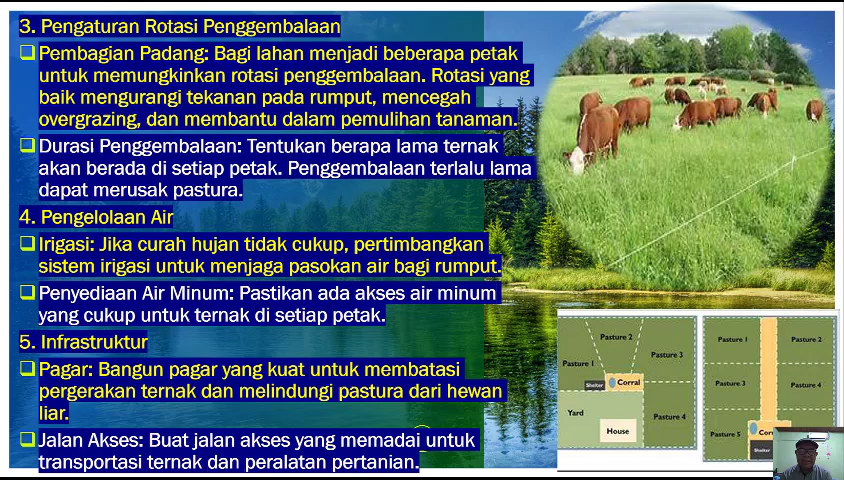 3. Pengaturan Rotasi Penggembalaan
Pembagian Padang: Bagi lahan menjadi beberapa petak
untuk memungkinkan rotasi penggembalaan. Rotasi yang
baik mengurangi tekanan pada rumput, mencegah
overgrazing, dan membantu dalam pemulihan tanaman.
Durasi Penggembalaan: Tentukan berapa lama ternak
akan berada di setiap petak. Penggembalaan terlalu lama
dapat merusak pastura.
4. Pengelolaan Air
Irigasi: Jika curah hujan tidak cukup, pertimbangkan
sistem irigasi untuk menjaga pasokan air bagi rumput.
Penyediaan Air Minum: Pastikan ada akses air minum
yang cukup untuk ternak di setiap petak.
5. Infrastruktur
Pagar: Bangun pagar yang kuat untuk membatasi
pergerakan ternak dan melindungi pastura dari hewan
liar.
Jalan Akses: Buat jalan akses yang memadai untuk
transportasi ternak dan peralatan pertanian.
Pasture 2
Pasture 3
Pasture 1
Shelter
Corral
Yard
Pasture 4
House
Pasture 1
Pasture 2
Pasture 3
Pasture 4
Pasture 5
Shelter